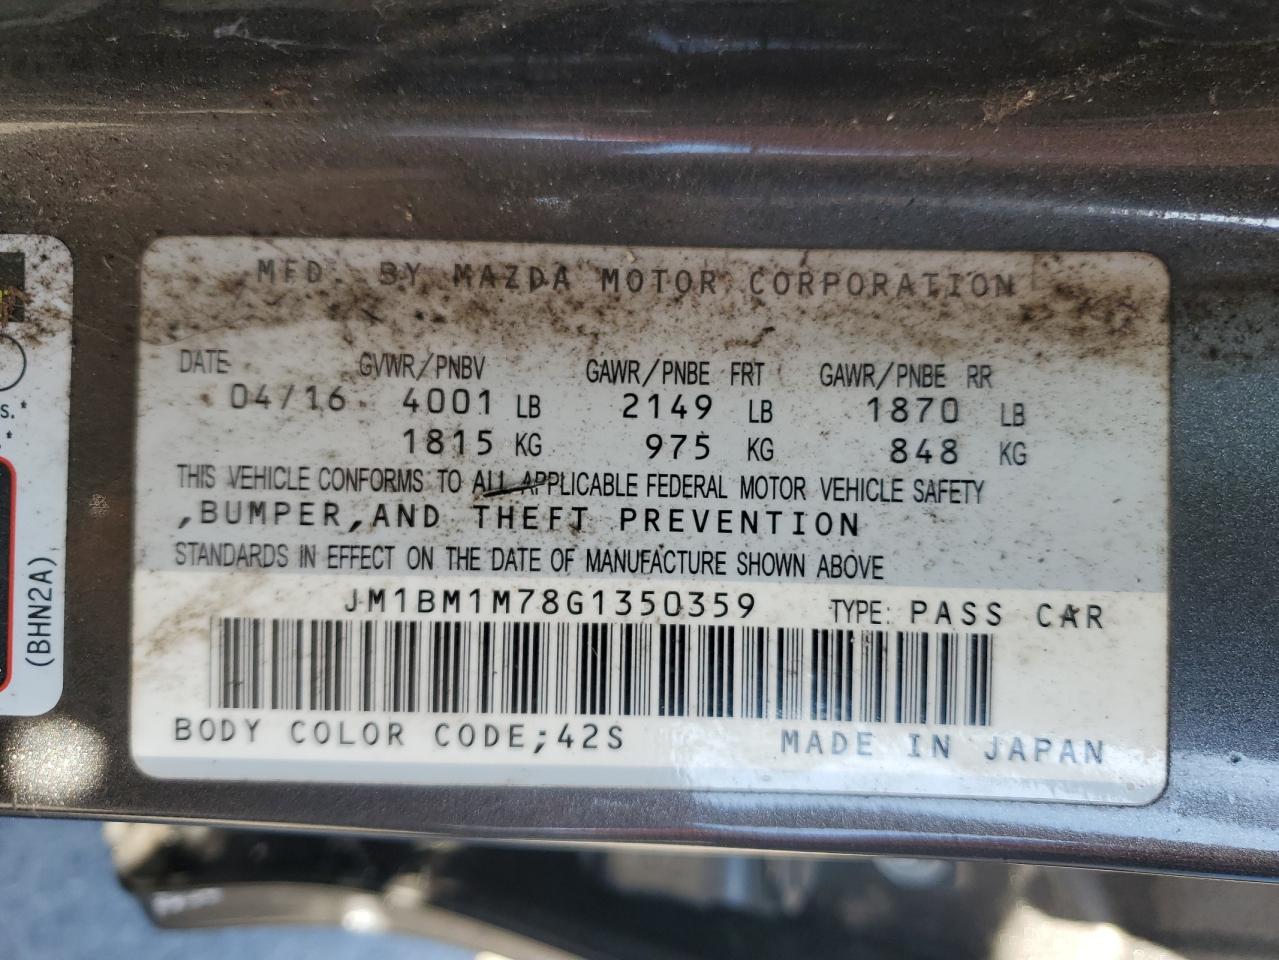 MFD. BY MAZDA MOTOR CORPORATION
DATE GVWR/PNBV GAWR/PNBE FRT GAWR/PNBE RR
04/16 4001 LB 2149 LB 1870 LB
1815 KG 975 KG 848 KG
THIS VEHICLE CONFORMS TO ALL APPLICABLE FEDERAL MOTOR VEHICLE SAFETY
,BUMPER,AND THEFT PREVENTION
STANDARDS IN EFFECT ON THE DATE OF MANUFACTURE SHOWN ABOVE
JM1BM1M78G1350359 TYPE: PASS CAR
BODY COLOR CODE;42S MADE IN JAPAN
s.*
(BHN2A)